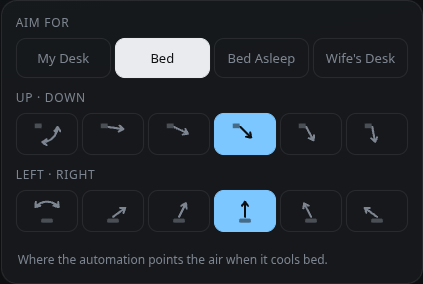 AIM FOR
My Desk Bed Bed Asleep Wife's Desk
UP · DOWN
LEFT · RIGHT
Where the automation points the air when it cools bed.